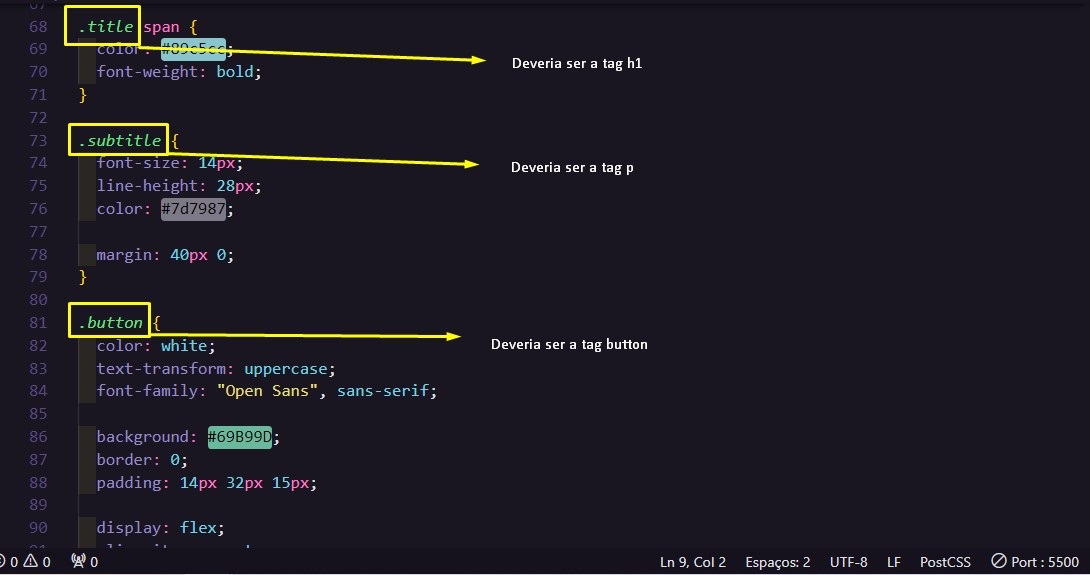 68 .title span {
69 color: #89c5cc;
Deveria ser a tag h1
70 font-weight: bold;
71 }
72
73 .subtitle {
74 font-size: 14px;
Deveria ser a tag p
75 line-height: 28px;
76 color: #7d7987;
77
78 margin: 40px 0;
79 }
80
81 .button {
82 color: white;
Deveria ser a tag button
83 text-transform: uppercase;
84 font-family: "Open Sans", sans-serif;
85
86 background: #69B99D;
87 border: 0;
88 padding: 14px 32px 15px;
89
90 display: flex;
0 0 0 Ln 9, Col 2 Espaços: 2 UTF-8 LF PostCSS Port : 5500